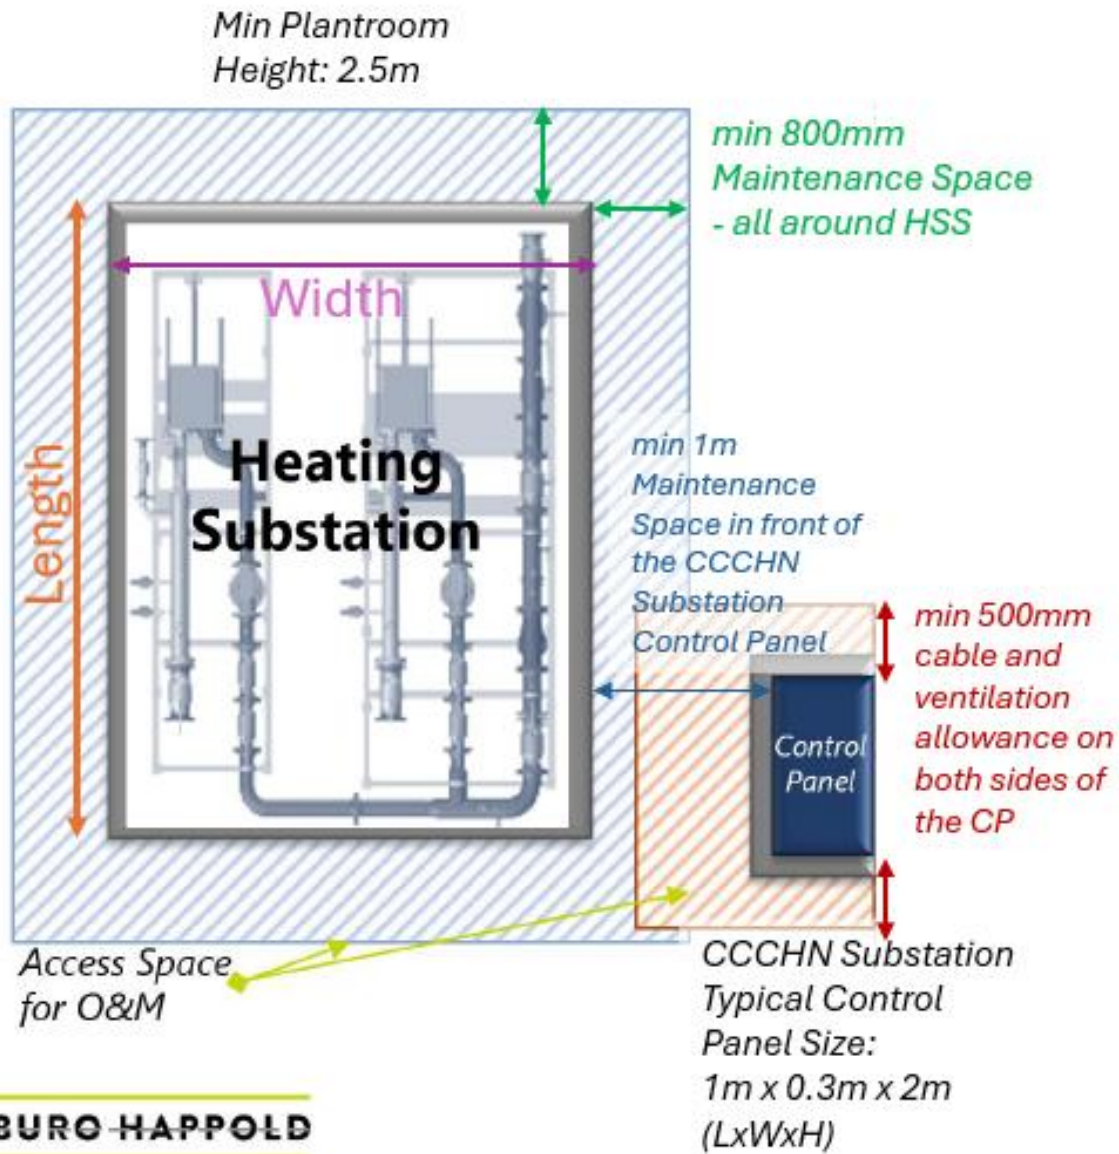 Min Plantroom
Height: 2.5m
min 800mm
Maintenance Space
- all around HSS
Width
Length
Heating
Substation
min 1m
Maintenance
Space in front of
the CCCHN
Substation
Control Panel
min 500mm
cable and
ventilation
allowance on
both sides of
the CP
Control
Panel
Access Space
for O&M
CCCHN Substation
Typical Control
Panel Size:
1m x 0.3m x 2m
(LxWxH)
BURO HAPPOLD